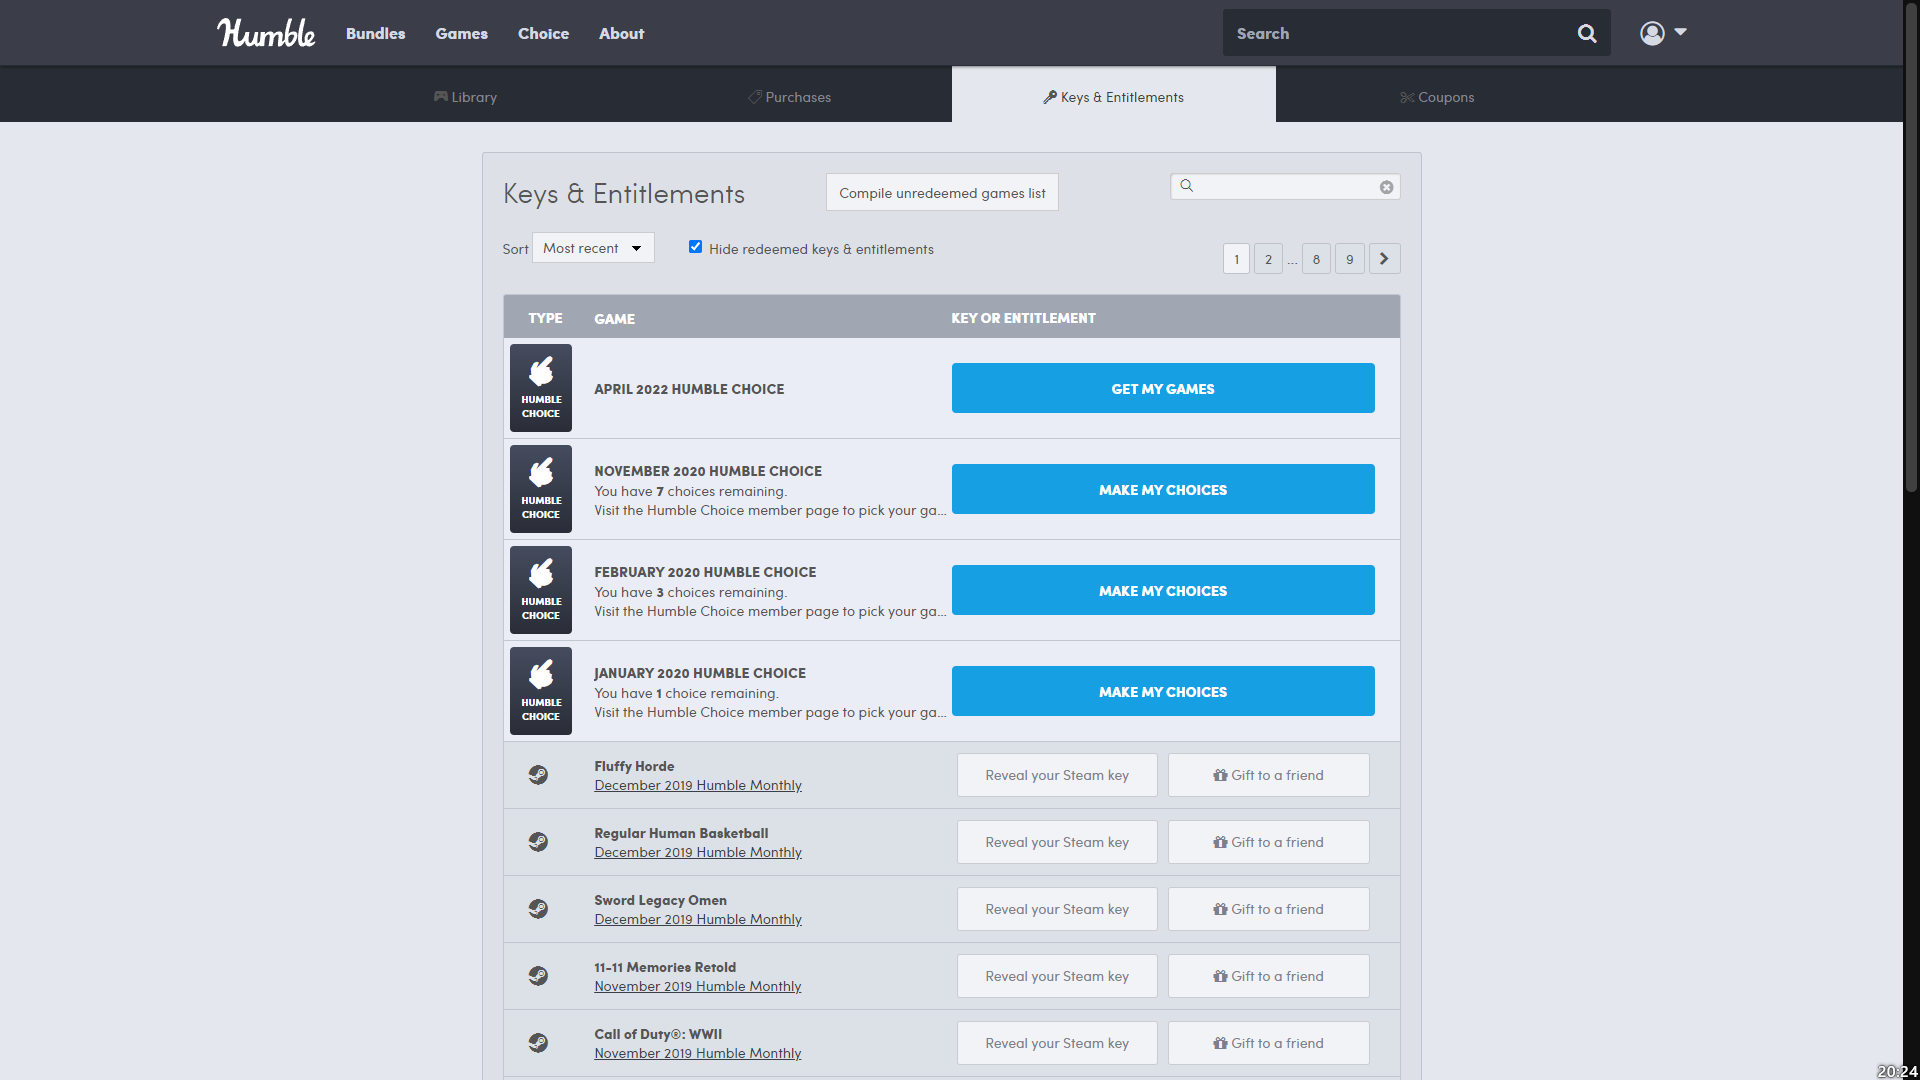 Humble
Bundles
Games
Choice
About
Search
Library
Purchases
Keys & Entitlements
Coupons
Keys & Entitlements
Compile unredeemed games list
Sort
Most recent
Hide redeemed keys & entitlements
1 2 ... 8 9
TYPE
GAME
KEY OR ENTITLEMENT
HUMBLE
CHOICE
APRIL 2022 HUMBLE CHOICE
GET MY GAMES
HUMBLE
CHOICE
NOVEMBER 2020 HUMBLE CHOICE
You have 7 choices remaining.
Visit the Humble Choice member page to pick your ga...
MAKE MY CHOICES
HUMBLE
CHOICE
FEBRUARY 2020 HUMBLE CHOICE
You have 3 choices remaining.
Visit the Humble Choice member page to pick your ga...
MAKE MY CHOICES
HUMBLE
CHOICE
JANUARY 2020 HUMBLE CHOICE
You have 1 choice remaining.
Visit the Humble Choice member page to pick your ga...
MAKE MY CHOICES
Fluffy Horde
December 2019 Humble Monthly
Reveal your Steam key
Gift to a friend
Regular Human Basketball
December 2019 Humble Monthly
Reveal your Steam key
Gift to a friend
Sword Legacy Omen
December 2019 Humble Monthly
Reveal your Steam key
Gift to a friend
11-11 Memories Retold
November 2019 Humble Monthly
Reveal your Steam key
Gift to a friend
Call of Duty®: WWII
November 2019 Humble Monthly
Reveal your Steam key
Gift to a friend
20:24